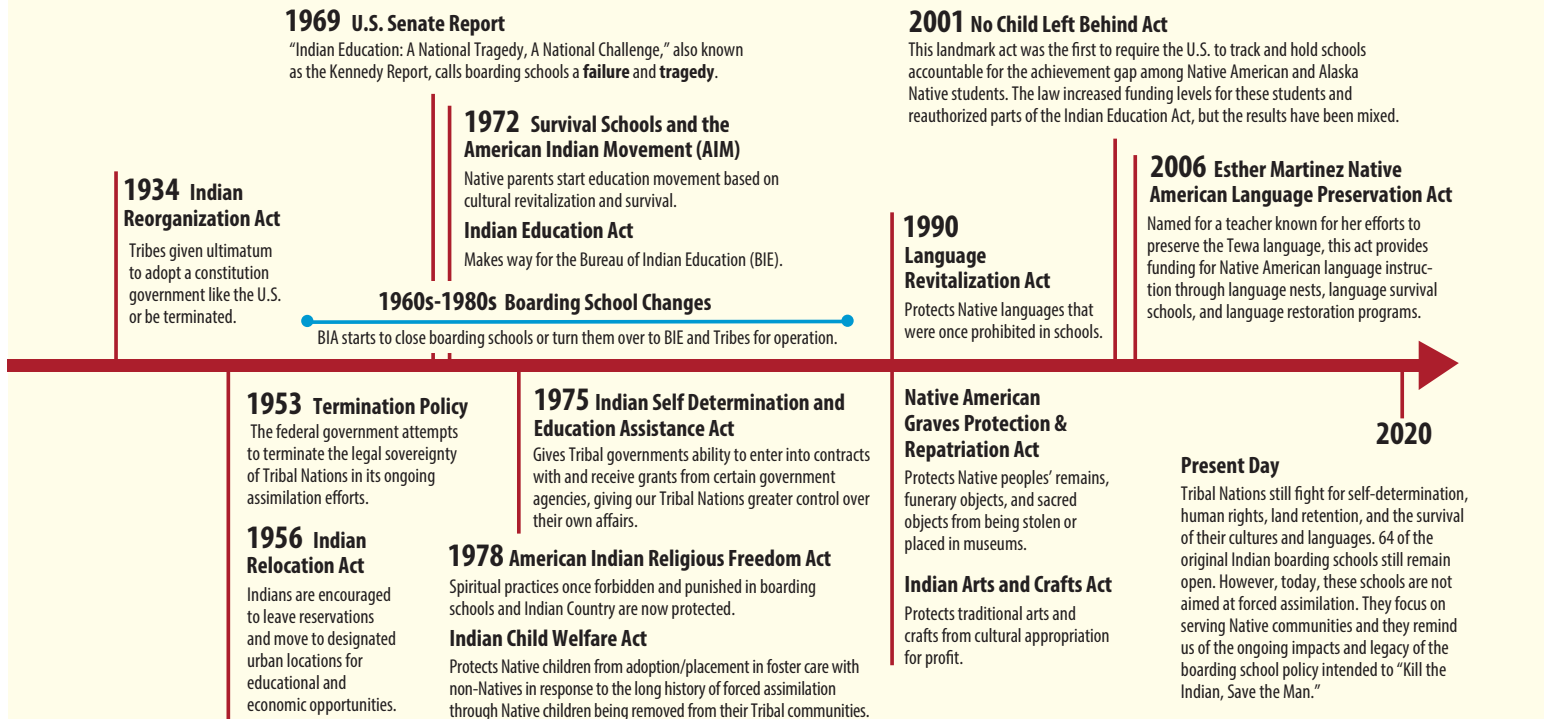 1969 U.S. Senate Report
“Indian Education: A National Tragedy, A National Challenge,” also known
as the Kennedy Report, calls boarding schools a failure and tragedy.
2001 No Child Left Behind Act
This landmark act was the first to require the U.S. to track and hold schools
accountable for the achievement gap among Native American and Alaska
Native students. The law increased funding levels for these students and
reauthorized parts of the Indian Education Act, but the results have been mixed.
1972 Survival Schools and the
American Indian Movement (AIM)
Native parents start education movement based on
cultural revitalization and survival.
Indian Education Act
Makes way for the Bureau of Indian Education (BIE).
1934 Indian
Reorganization Act
Tribes given ultimatum
to adopt a constitution
government like the U.S.
or be terminated.
1960s-1980s Boarding School Changes
BIA starts to close boarding schools or turn them over to BIE and Tribes for operation.
1990
Language
Revitalization Act
Protects Native languages that
were once prohibited in schools.
2006 Esther Martinez Native
American Language Preservation Act
Named for a teacher known for her efforts to
preserve the Tewa language, this act provides
funding for Native American language instruc-
tion through language nests, language survival
schools, and language restoration programs.
1953 Termination Policy
The federal government attempts
to terminate the legal sovereignty
of Tribal Nations in its ongoing
assimilation efforts.
1956 Indian
Relocation Act
Indians are encouraged
to leave reservations
and move to designated
urban locations for
educational and
economic opportunities.
1975 Indian Self Determination and
Education Assistance Act
Gives Tribal governments ability to enter into contracts
with and receive grants from certain government
agencies, giving our Tribal Nations greater control over
their own affairs.
1978 American Indian Religious Freedom Act
Spiritual practices once forbidden and punished in boarding
schools and Indian Country are now protected.
Indian Child Welfare Act
Protects Native children from adoption/placement in foster care with
non-Natives in response to the long history of forced assimilation
through Native children being removed from their Tribal communities.
Native American
Graves Protection &
Repatriation Act
Protects Native peoples’ remains,
funerary objects, and sacred
objects from being stolen or
placed in museums.
Indian Arts and Crafts Act
Protects traditional arts and
crafts from cultural appropriation
for profit.
2020
Present Day
Tribal Nations still fight for self-determination,
human rights, land retention, and the survival
of their cultures and languages. 64 of the
original Indian boarding schools still remain
open. However, today, these schools are not
aimed at forced assimilation. They focus on
serving Native communities and they remind
us of the ongoing impacts and legacy of the
boarding school policy intended to “Kill the
Indian, Save the Man.”